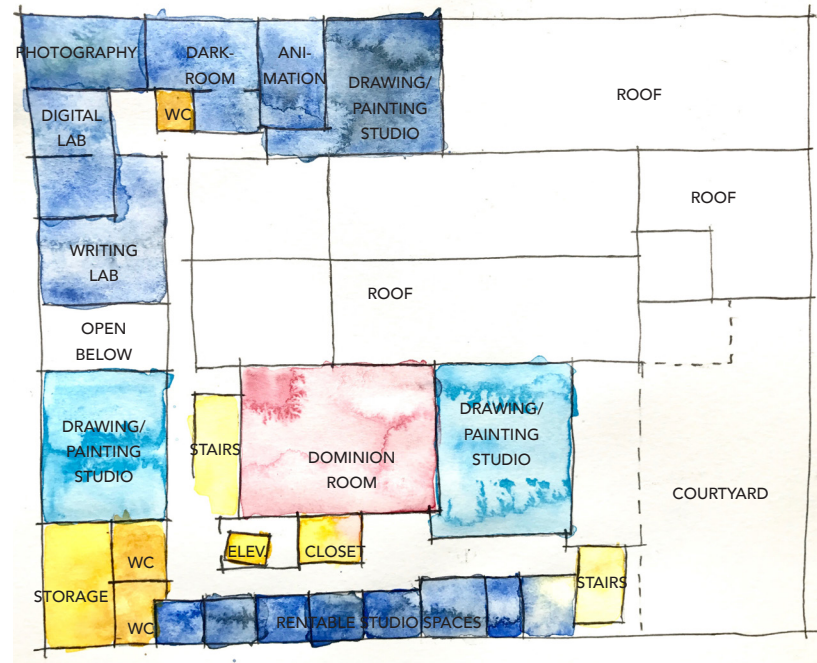 PHOTOGRAPHY
DARK-
ROOM
ANI-
MATION
DRAWING/
PAINTING
STUDIO
ROOF
WC
DIGITAL
LAB
ROOF
WRITING
LAB
ROOF
OPEN
BELOW
DRAWING/
PAINTING
STUDIO
STAIRS
DOMINION
ROOM
DRAWING/
PAINTING
STUDIO
COURTYARD
ELEV.
CLOSET
WC
STORAGE
STAIRS
WC
RENTABLE STUDIO SPACES